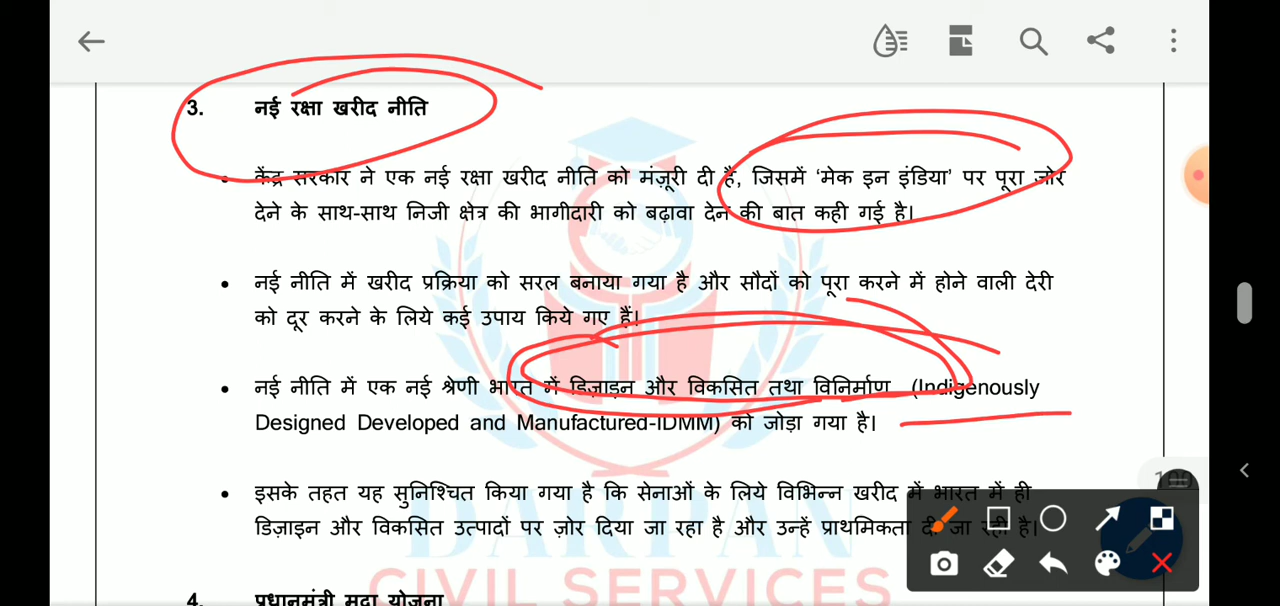 3. नई रक्षा खरीद नीति
• केंद्र सरकार ने एक नई रक्षा खरीद नीति को मंज़ूरी दी है, जिसमें ‘मेक इन इंडिया’ पर पूरा ज़ोर
देने के साथ-साथ निजी क्षेत्र की भागीदारी को बढ़ावा देने की बात कही गई है।
• नई नीति में खरीद प्रक्रिया को सरल बनाया गया है और सौदों को पूरा करने में होने वाली देरी
को दूर करने के लिये कई उपाय किये गए हैं।
• नई नीति में एक नई श्रेणी भारत में डिज़ाइन और विकसित तथा विनिर्माण (Indigenously
Designed Developed and Manufactured-IDMM) को जोड़ा गया है।
• इसके तहत यह सुनिश्चित किया गया है कि सेनाओं के लिये विभिन्न खरीद में भारत में ही
डिज़ाइन और विकसित उत्पादों पर ज़ोर दिया जा रहा है और उन्हें प्राथमिकता दी जा रही है।
DARPAN
CIVIL SERVICES
4. प्रधानमंत्री मुद्रा योजना